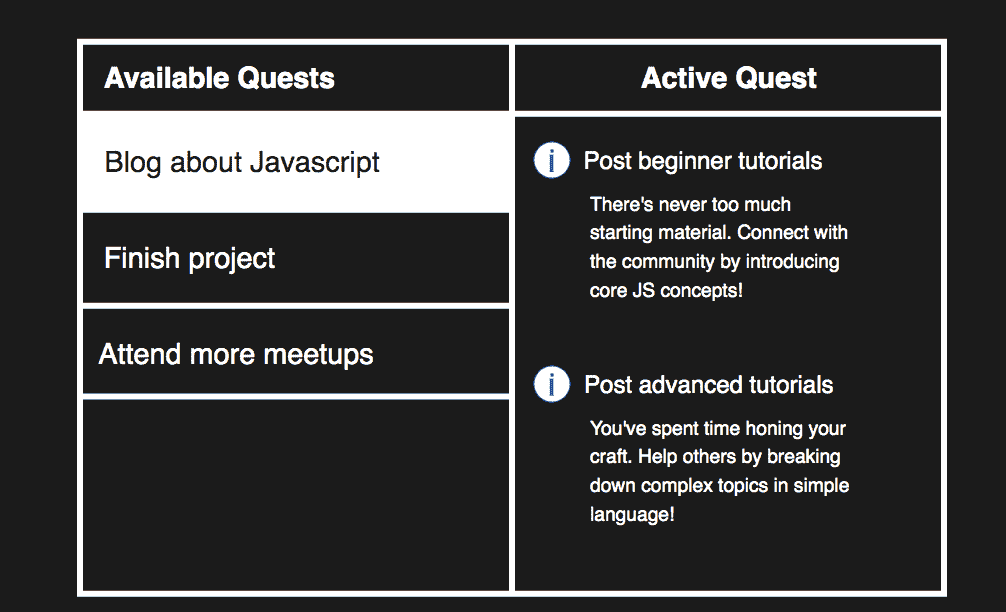 Available Quests
Blog about Javascript
Finish project
Attend more meetups
Active Quest
i Post beginner tutorials
There's never too much
starting material. Connect with
the community by introducing
core JS concepts!
i Post advanced tutorials
You've spent time honing your
craft. Help others by breaking
down complex topics in simple
language!